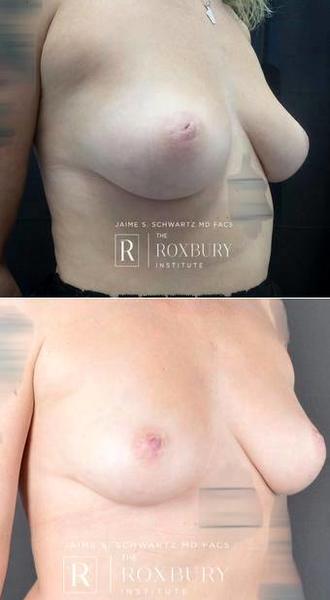 JAIME S. SCHWARTZ MD FACS
R
THE
ROXBURY
INSTITUTE
JAIME S. SCHWARTZ MD FACS
R
THE
ROXBURY
INSTITUTE